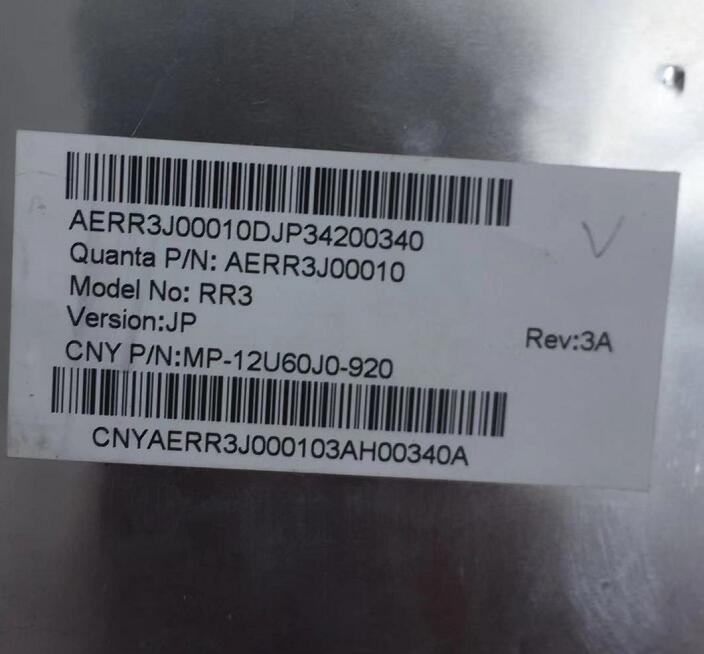 AERR3J00010DJP34200340
Quanta P/N: AERR3J00010
Model No: RR3
Version:JP
Rev:3A
CNY P/N:MP-12U60J0-920
CNYAERR3J000103AH00340A